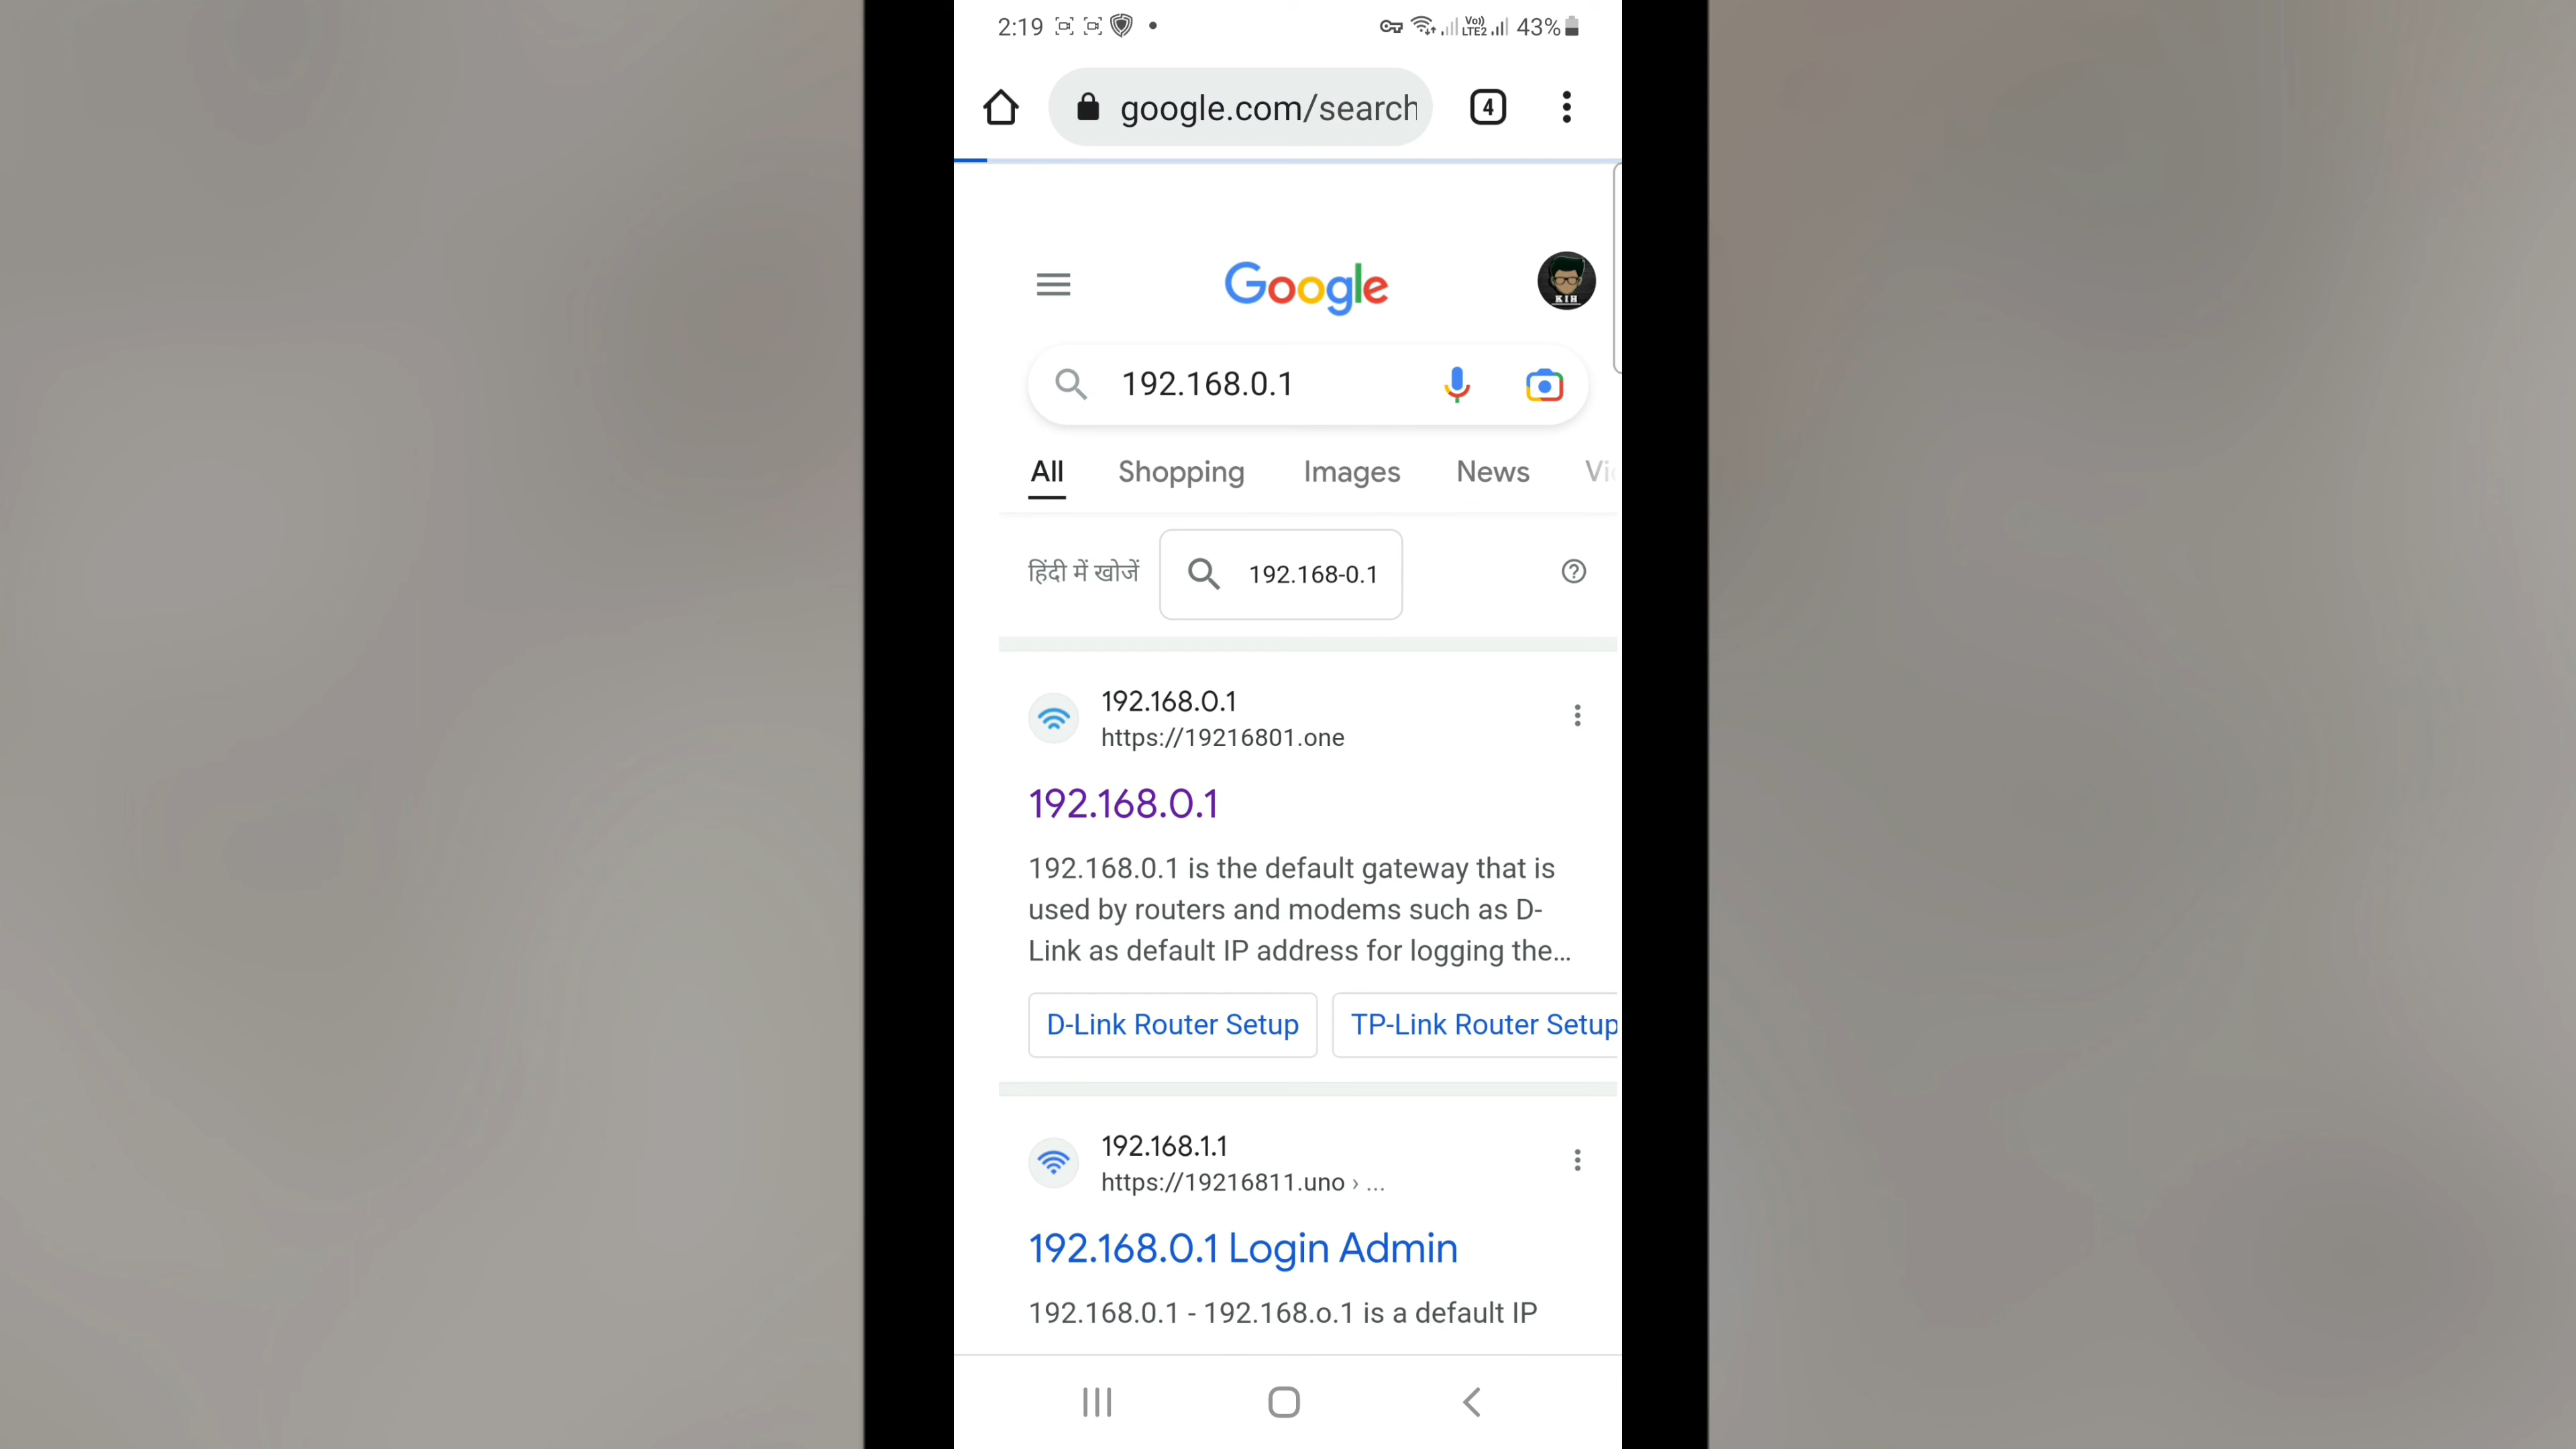 2:19 Vo)) LTE2 43%
google.com/search 4
Google
KIH
192.168.0.1
All Shopping Images News
हिंदी में खोजें 192.168-0.1
192.168.0.1
https://19216801.one
192.168.0.1
192.168.0.1 is the default gateway that is
used by routers and modems such as D-
Link as default IP address for logging the...
D-Link Router Setup TP-Link Router Setup
192.168.1.1
https://19216811.uno › ...
192.168.0.1 Login Admin
192.168.0.1 - 192.168.o.1 is a default IP